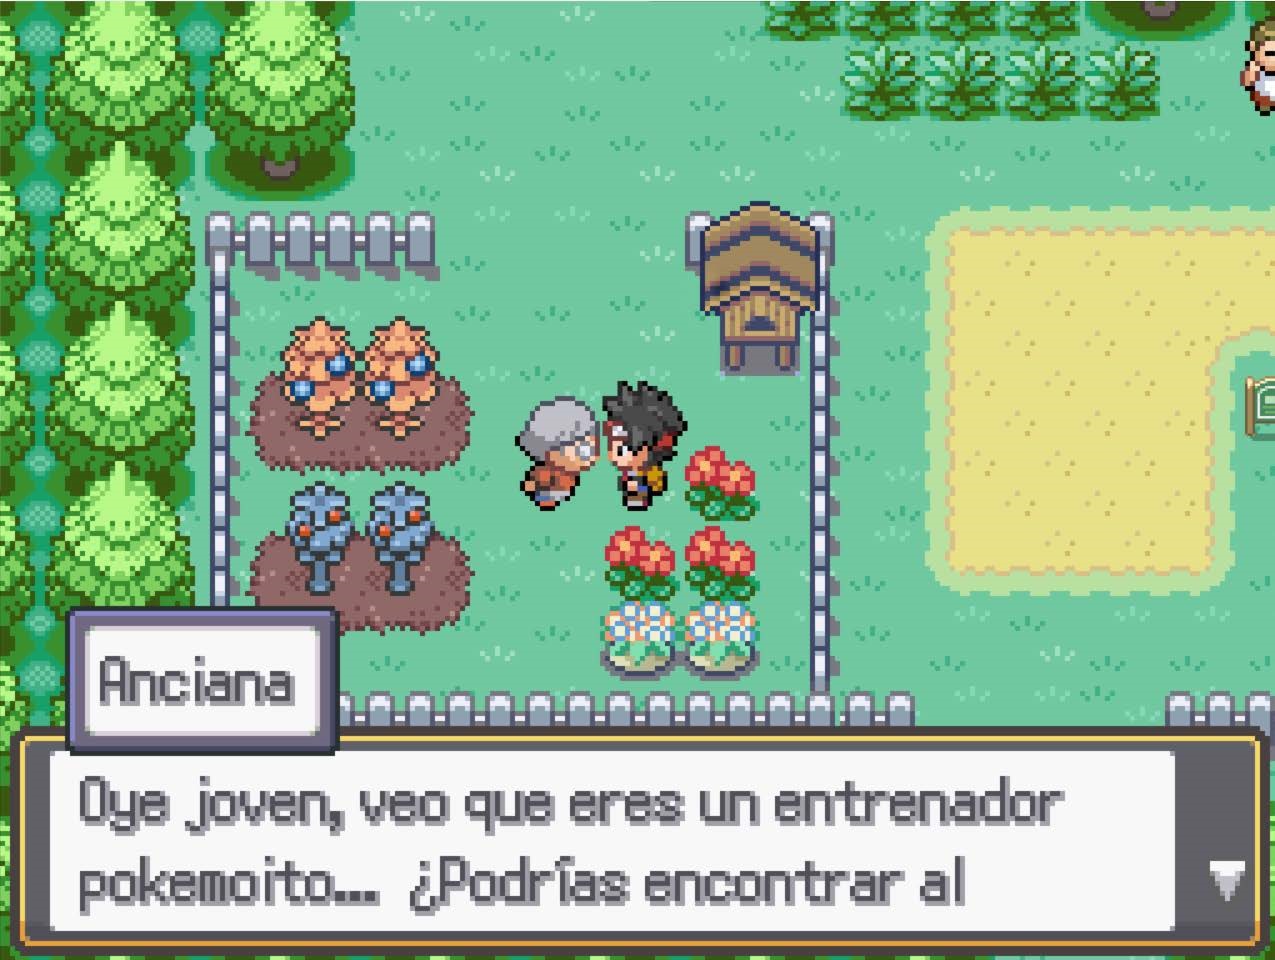 Anciana
Oye joven, veo que eres un entrenador
pokemoito... ¿Podrías encontrar al